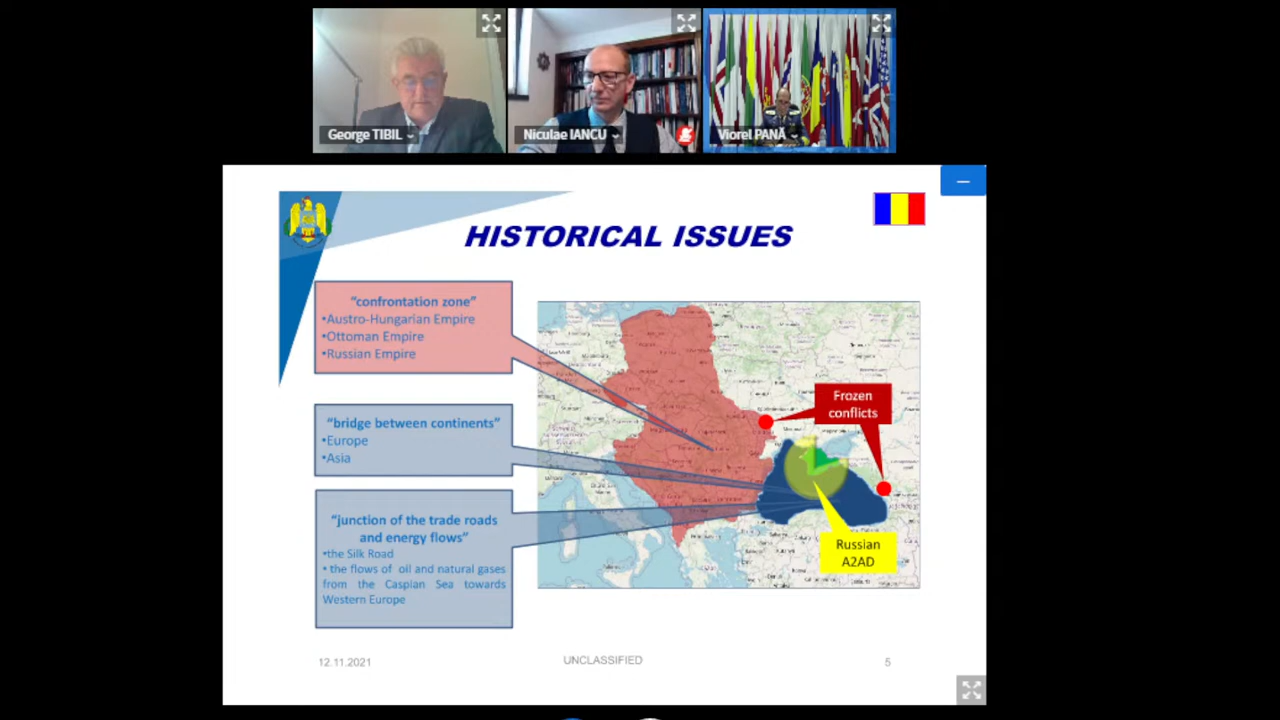 George TIBIL
Niculae IANCU
Viorel PANĂ
HISTORICAL ISSUES
“confrontation zone”
•Austro-Hungarian Empire
•Ottoman Empire
•Russian Empire
“bridge between continents”
•Europe
•Asia
“junction of the trade roads
and energy flows”
•the Silk Road
• the flows of oil and natural gases
from the Caspian Sea towards
Western Europe
Frozen
conflicts
Russian
A2AD
12.11.2021
UNCLASSIFIED
5